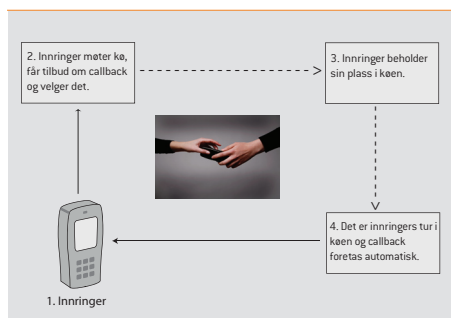 2. Innringer møter kø,
får tilbud om callback
og velger det.
3. Innringer beholder
sin plass i køen.
4. Det er innringers tur i
køen og callback
foretas automatisk.
1. Innringer